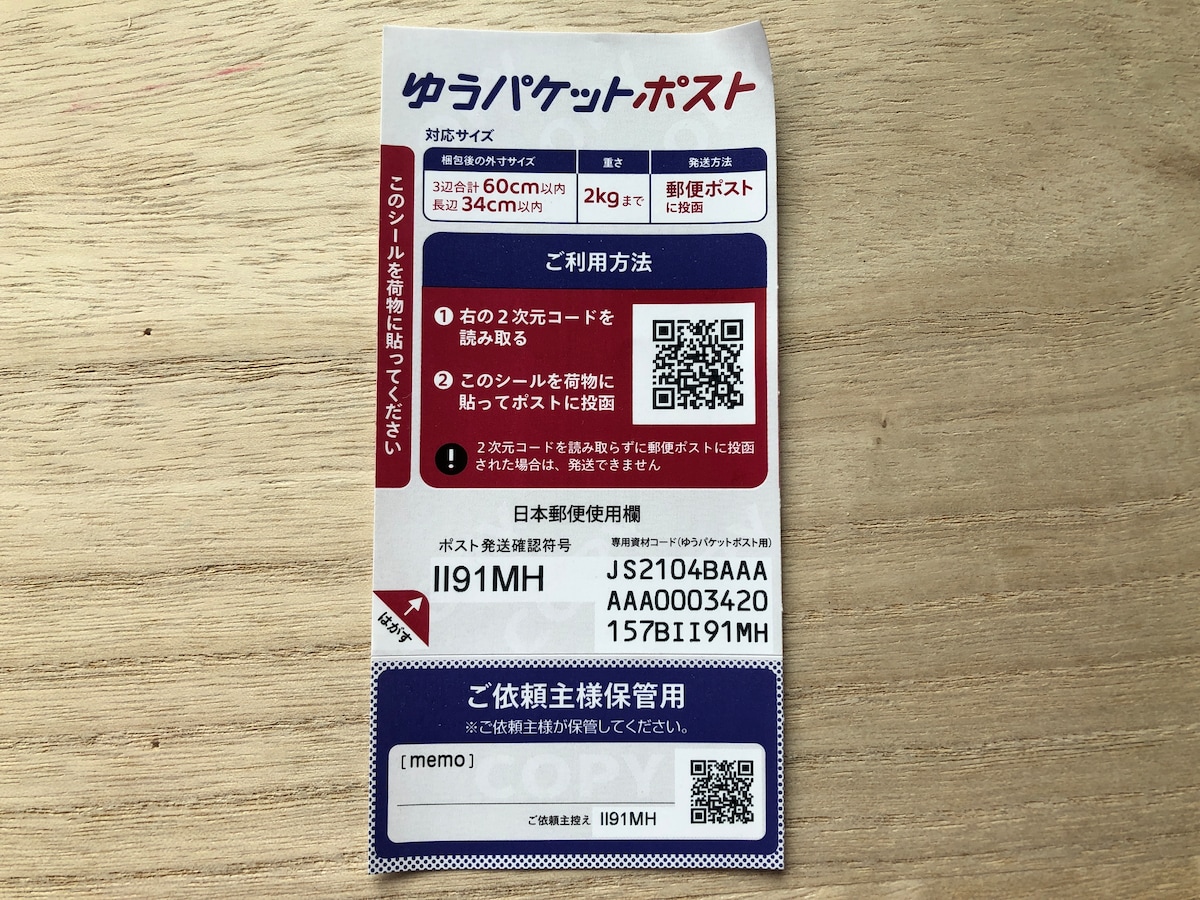 ゆうパケットポスト
対応サイズ
梱包後の外寸サイズ 重さ 発送方法
3辺合計 60cm以内
長辺 34cm以内
2kgまで
郵便ポスト
に投函
このシールを荷物に貼ってください
ご利用方法
1 右の2次元コードを
読み取る
2 このシールを荷物に
貼ってポストに投函
! 2次元コードを読み取らずに郵便ポストに投函
された場合は、発送できません
日本郵便使用欄
ポスト発送確認符号
II91MH
専用資材コード(ゆうパケットポスト用)
JS2104BAAA
AAA0003420
157BII91MH
はがす
ご依頼主様保管用
※ご依頼主様が保管してください。
[memo]
COPY
ご依頼主控え II91MH